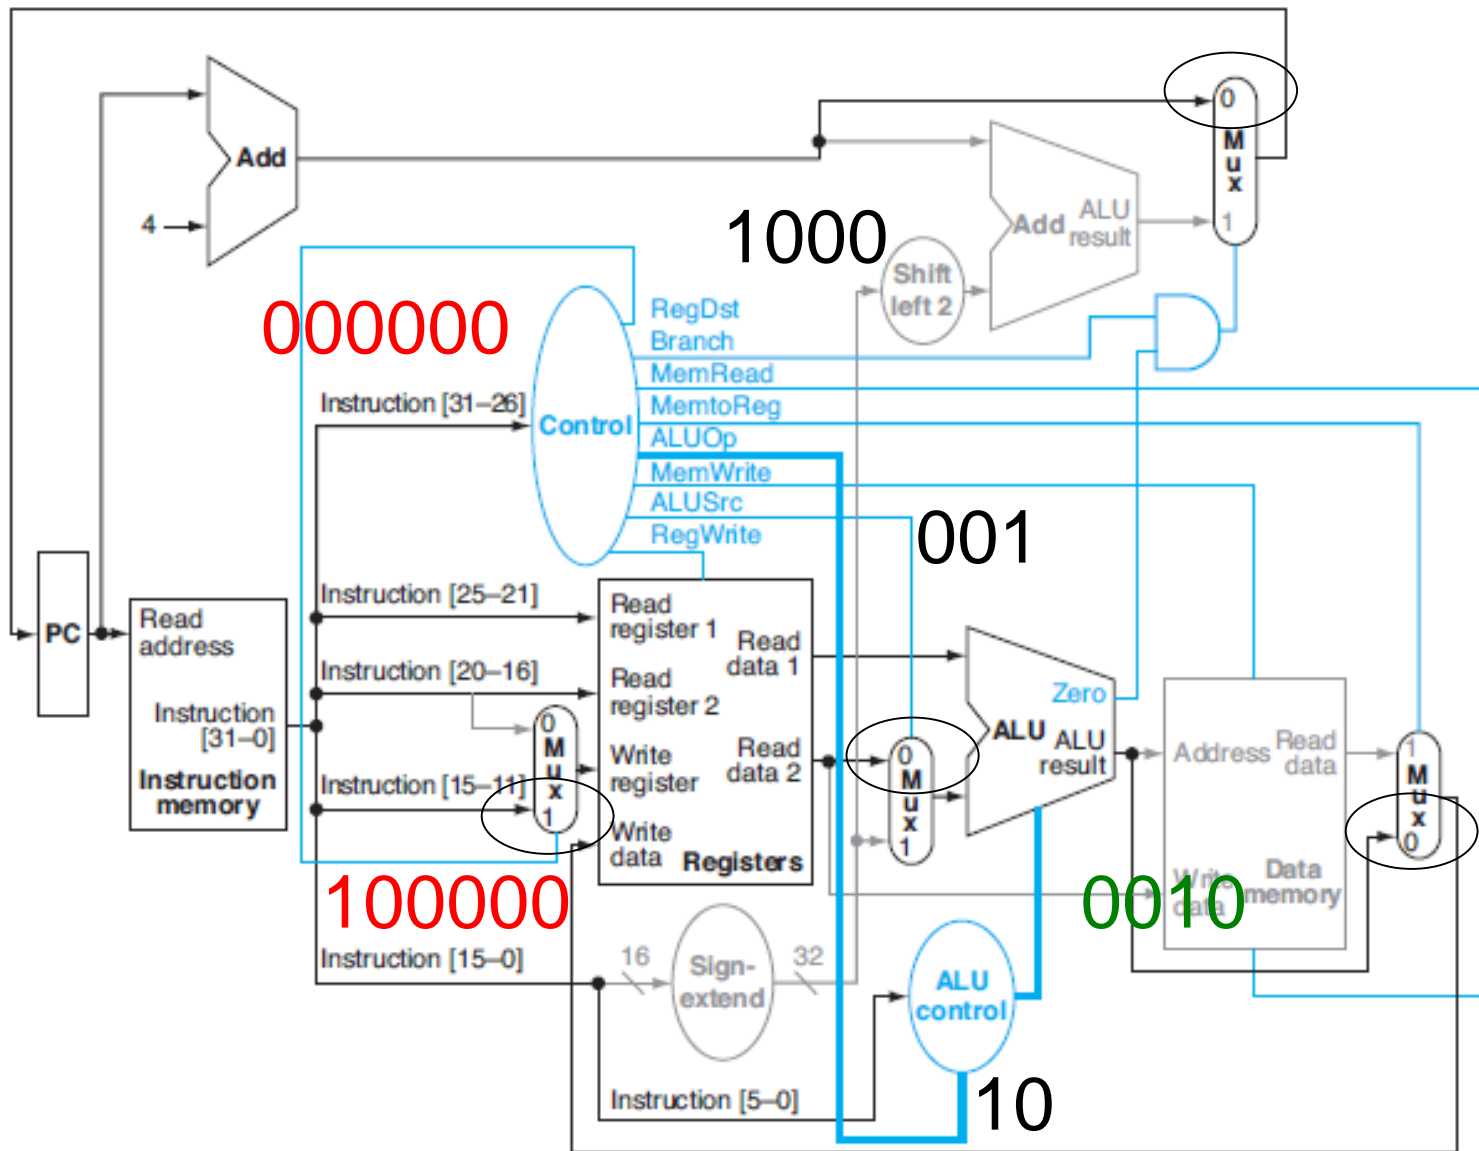 0
M
u
x
1
Add
4
1000
Add
ALU
result
Shift
left 2
000000
RegDst
Branch
MemRead
MemtoReg
ALUOp
MemWrite
ALUSrc
RegWrite
Instruction [31–26]
Control
001
PC
Read
address
Instruction
[31–0]
Instruction
memory
Instruction [25–21]
Instruction [20–16]
Instruction [15–11]
0
M
u
x
1
Read
register 1
Read
register 2
Write
register
Write
data
Read
data 1
Read
data 2
Registers
0
M
u
x
1
Zero
ALU
ALU
result
Address
Read
data
Write
data
Data
memory
1
M
u
x
0
100000
0010
Instruction [15–0]
16
Sign-
extend
32
ALU
control
Instruction [5–0]
10